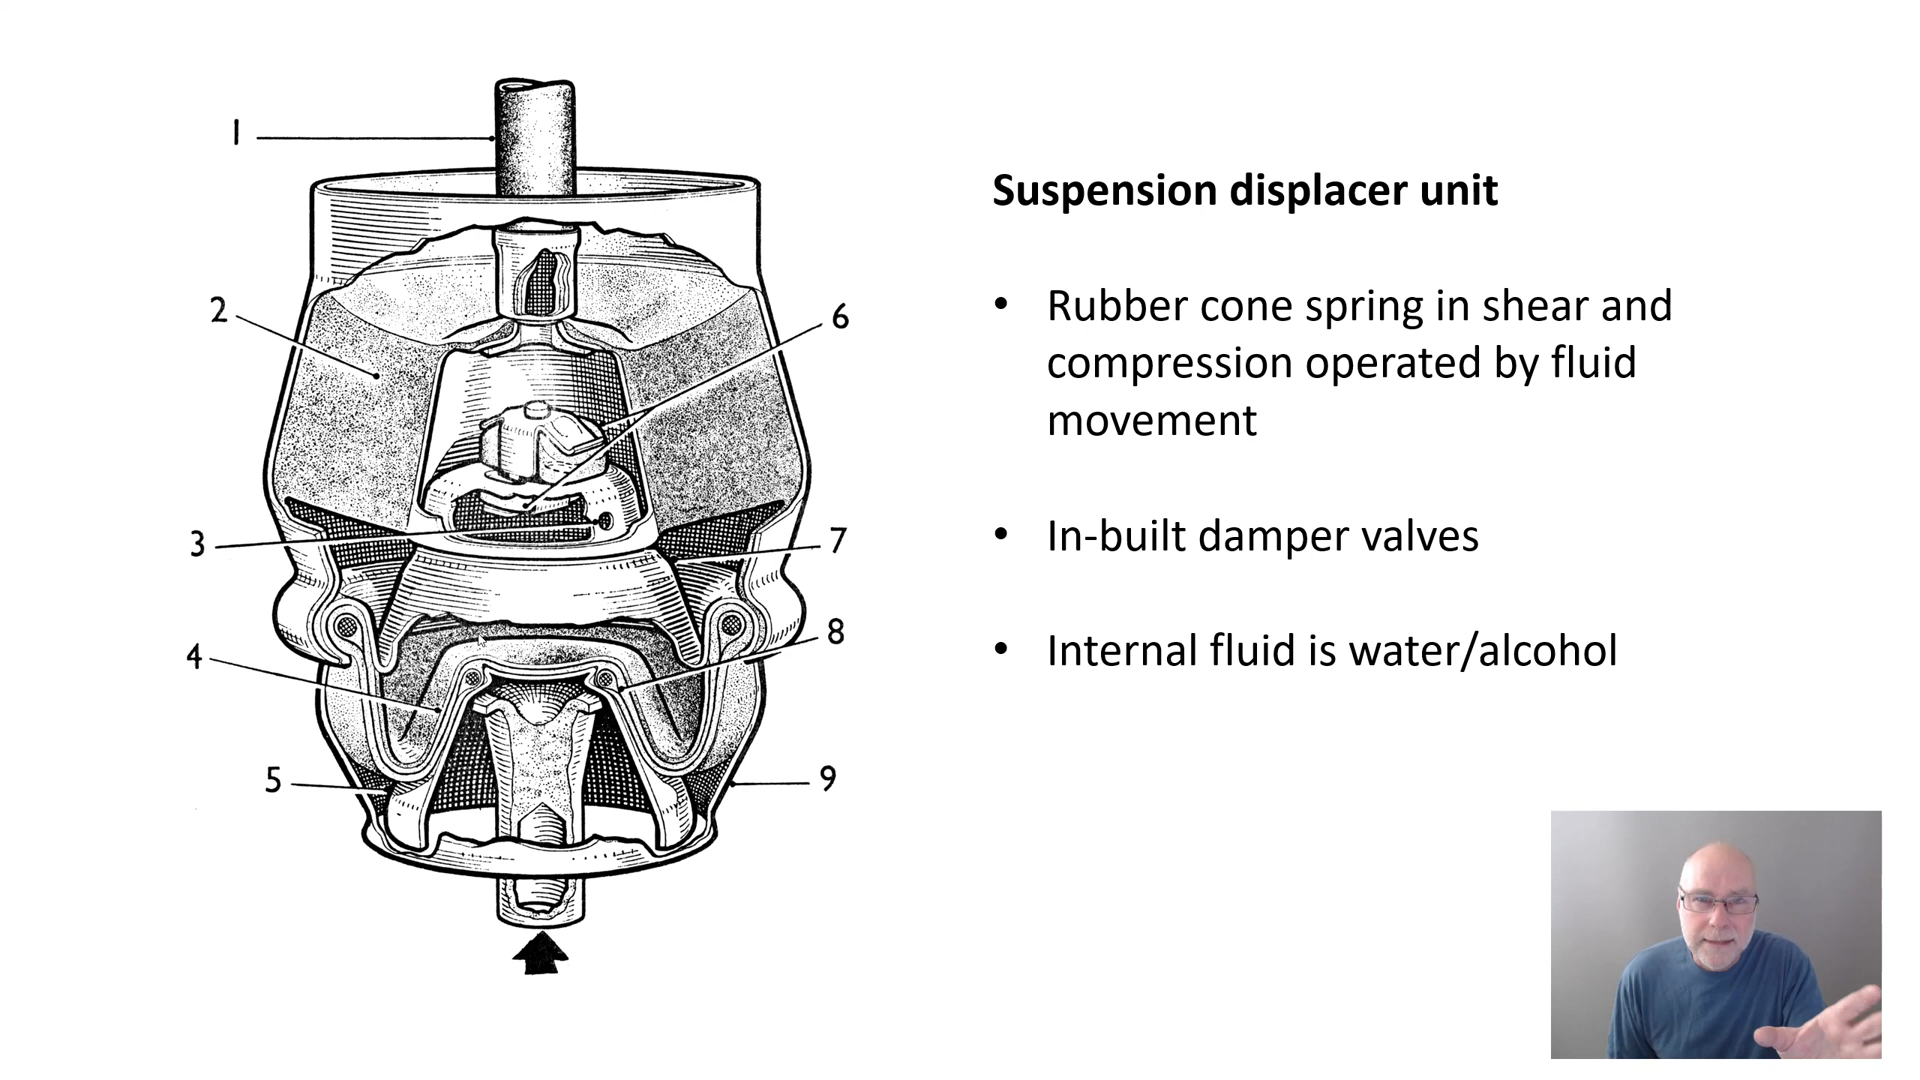 1
2
6
3
7
4
8
5
9
Suspension displacer unit
• Rubber cone spring in shear and
compression operated by fluid
movement
• In-built damper valves
• Internal fluid is water/alcohol